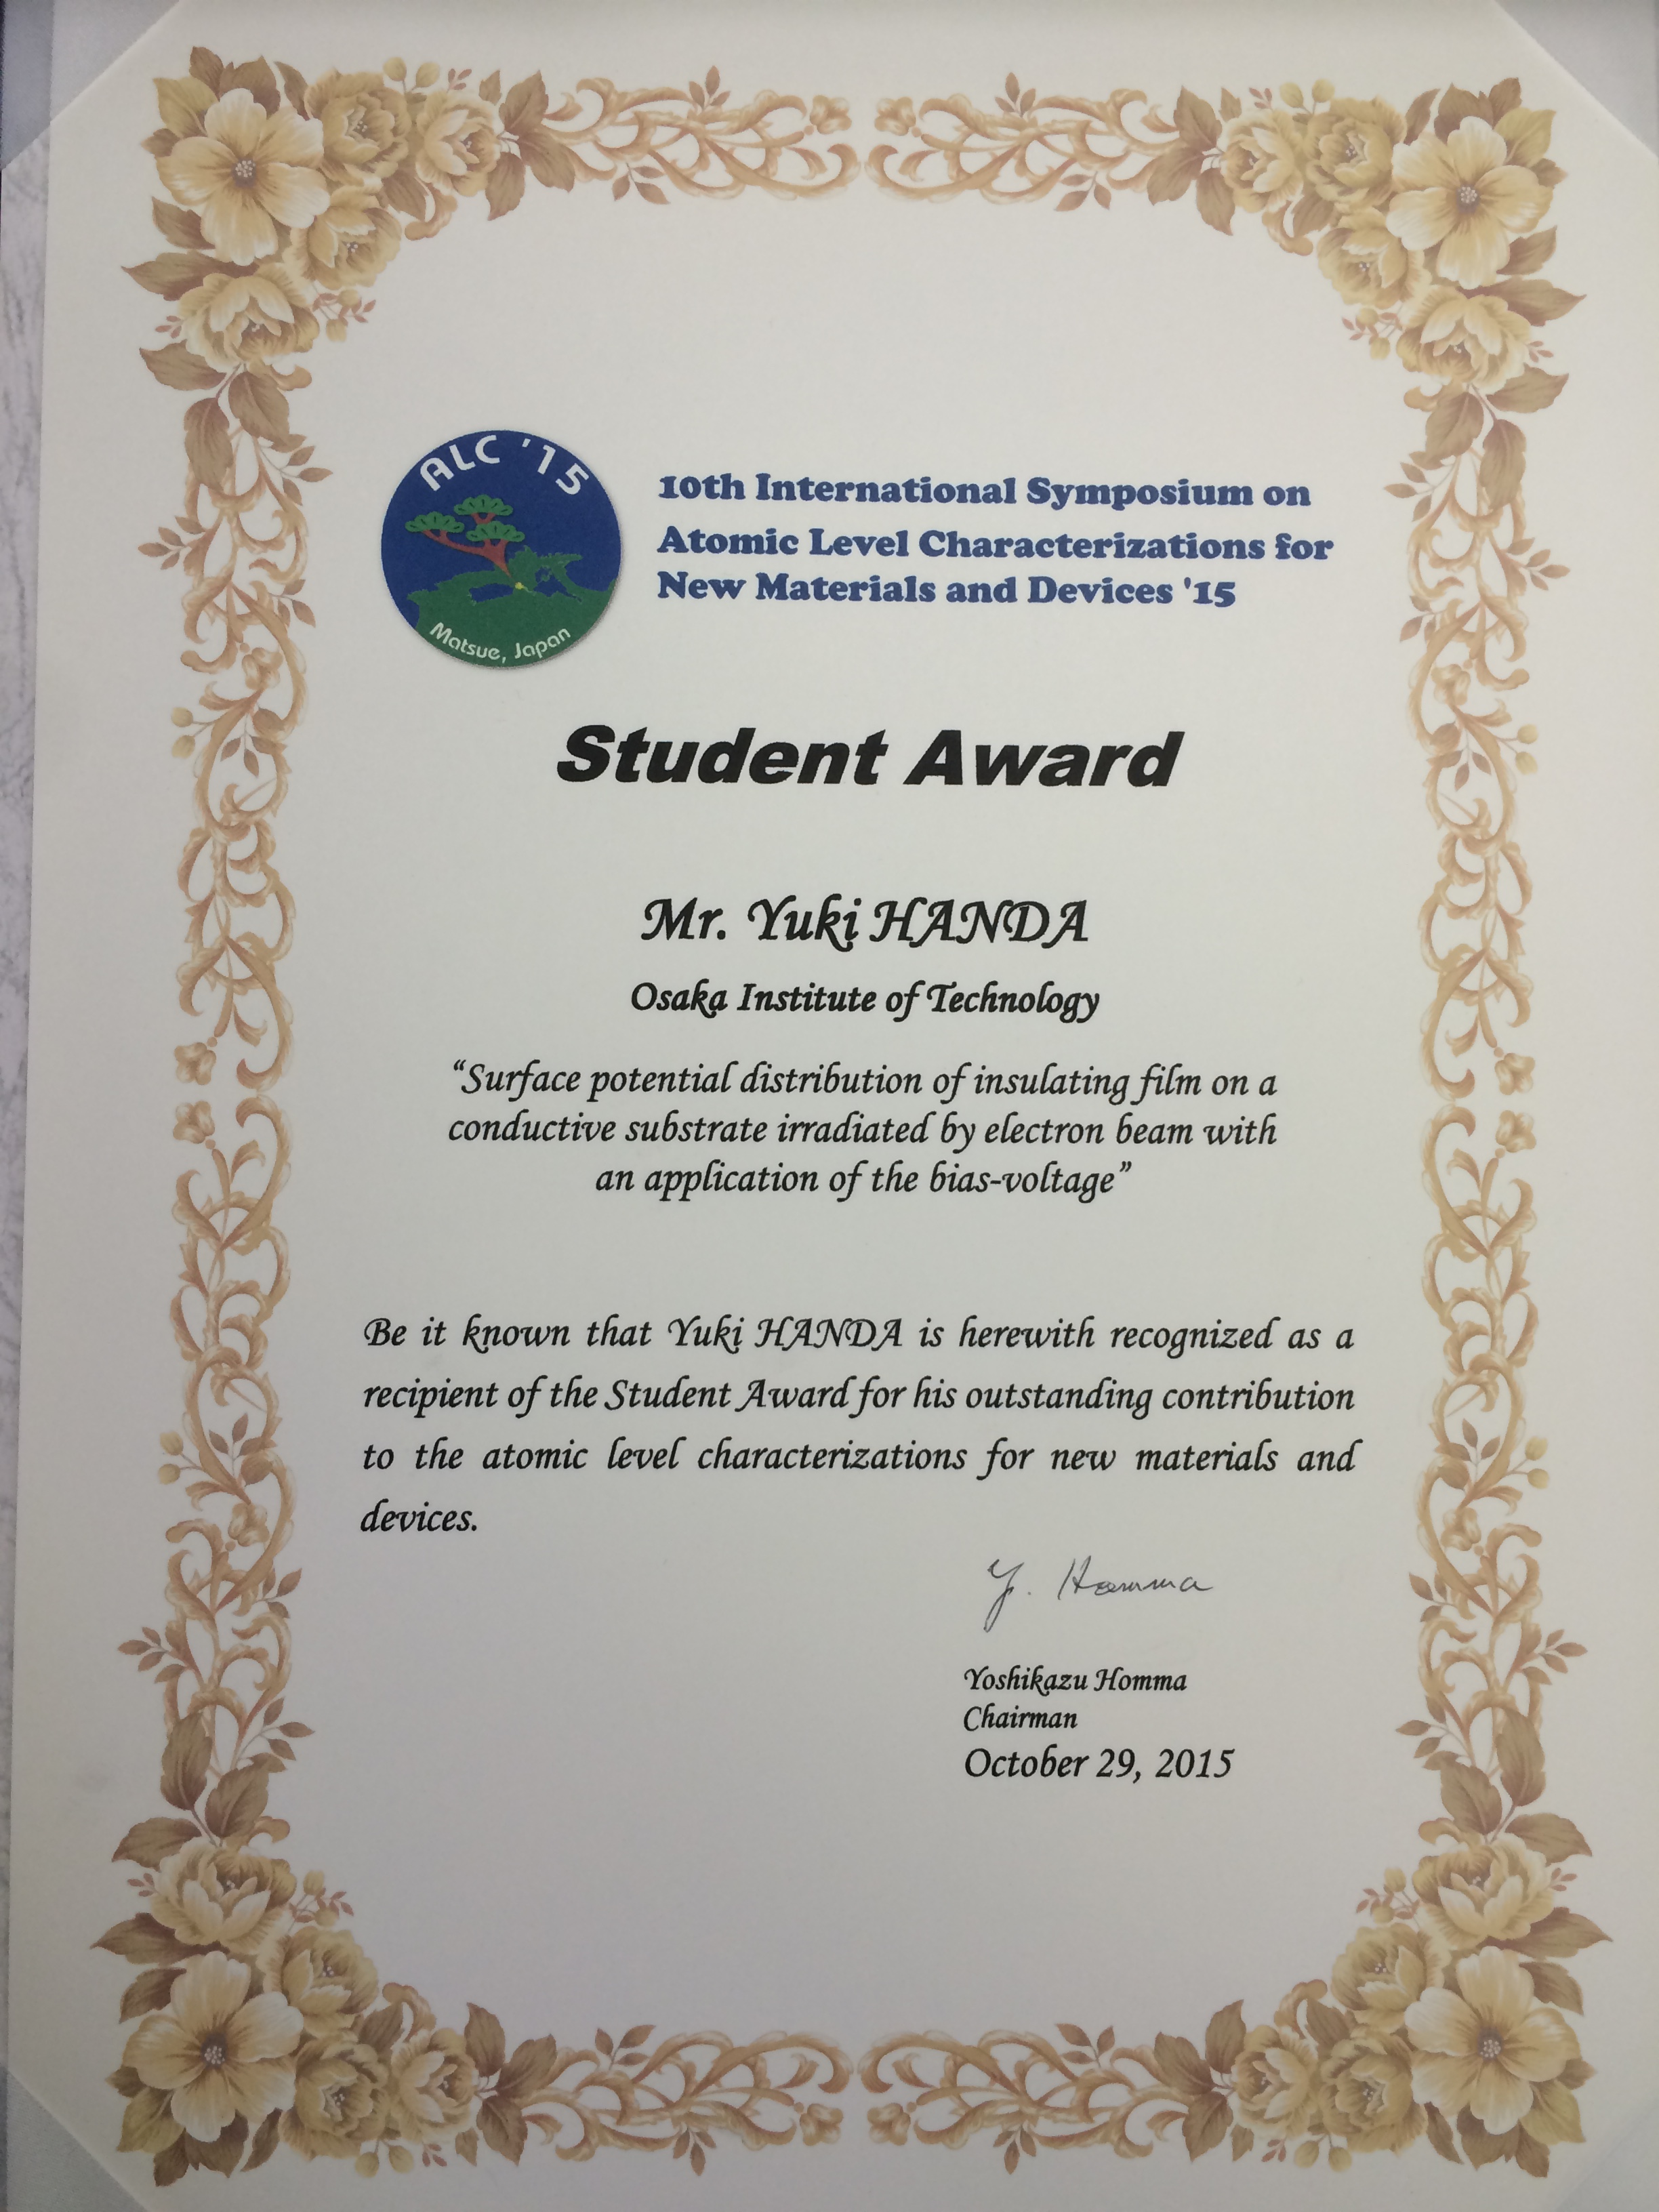 ALC '15
Matsue, Japan
10th International Symposium on
Atomic Level Characterizations for
New Materials and Devices '15
Student Award
Mr. Yuki HANDA
Osaka Institute of Technology
“Surface potential distribution of insulating film on a
conductive substrate irradiated by electron beam with
an application of the bias-voltage”
Be it known that Yuki HANDA is herewith recognized as a
recipient of the Student Award for his outstanding contribution
to the atomic level characterizations for new materials and
devices.
Y. Homma
Yoshikazu Homma
Chairman
October 29, 2015